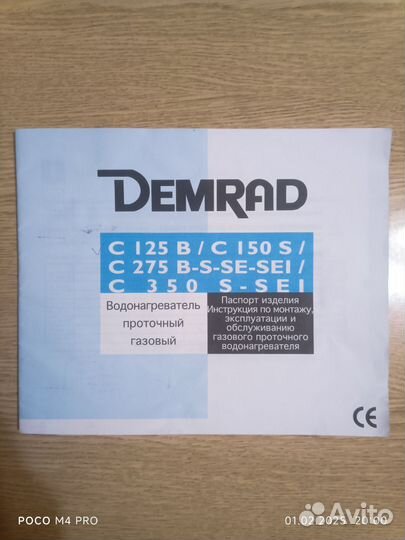 DEMRAD
C 125 B / C 150 S /
C 275 B-S-SE-SEI /
C 350 S-SEI
Водонагреватель
проточный
газовый
Паспорт изделия
Инструкция по монтажу,
эксплуатации и
обслуживанию
газового проточного
водонагревателя
CE
POCO M4 PRO
01.02.2025 20:00
Avito